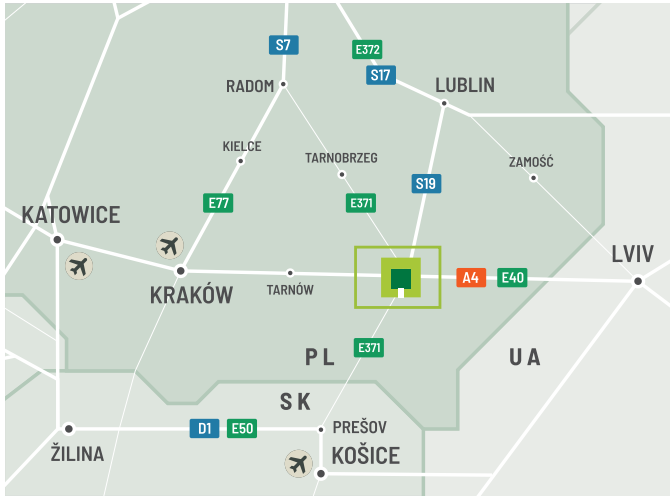 S7
E372
S17
RADOM
LUBLIN
KIELCE
TARNOBRZEG
ZAMOŚĆ
S19
E77
E371
KATOWICE
LVIV
KRAKÓW
TARNÓW
A4
E40
PL
E371
UA
SK
D1
E50
PREŠOV
ŽILINA
KOŠICE